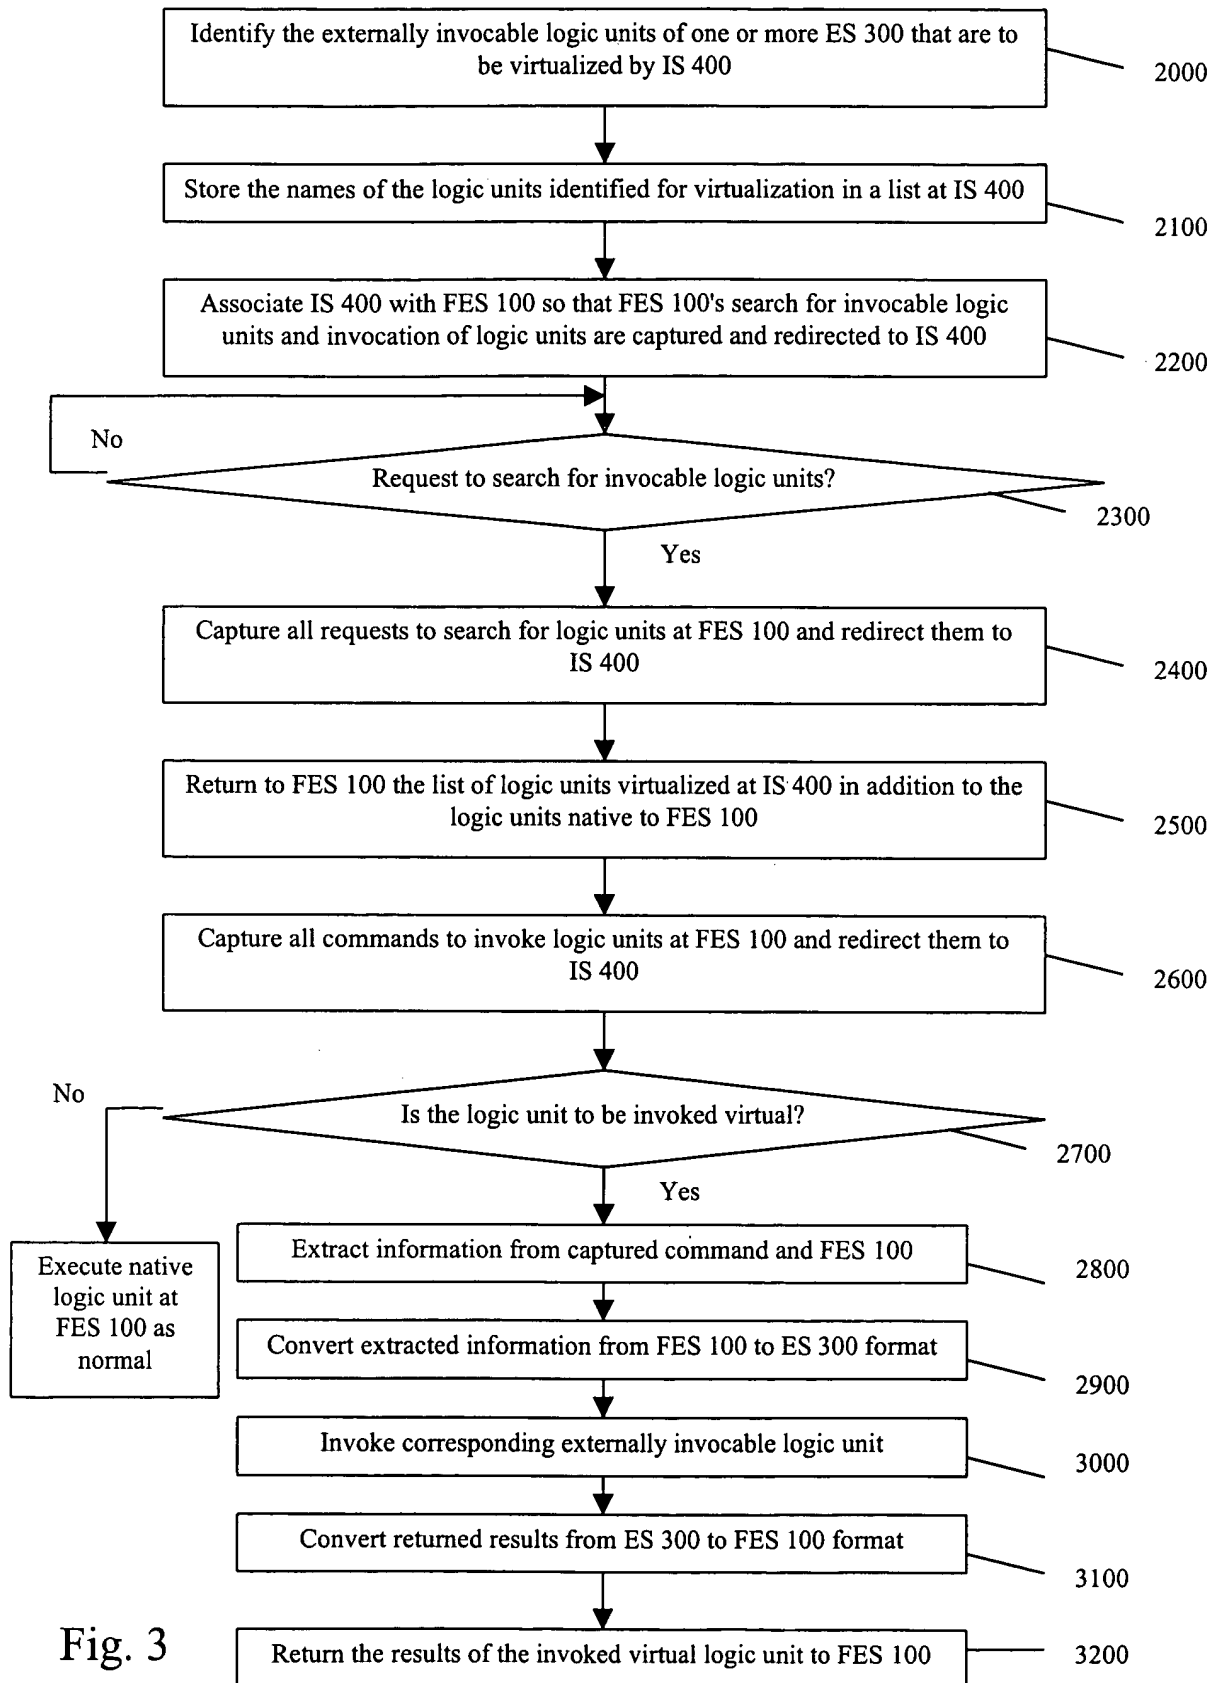 Identify the externally invocable logic units of one or more ES 300 that are to
be virtualized by IS 400
2000
Store the names of the logic units identified for virtualization in a list at IS 400
2100
Associate IS 400 with FES 100 so that FES 100's search for invocable logic
units and invocation of logic units are captured and redirected to IS 400
2200
No
Request to search for invocable logic units?
2300
Yes
Capture all requests to search for logic units at FES 100 and redirect them to
IS 400
2400
Return to FES 100 the list of logic units virtualized at IS 400 in addition to the
logic units native to FES 100
2500
Capture all commands to invoke logic units at FES 100 and redirect them to
IS 400
2600
No
Is the logic unit to be invoked virtual?
2700
Yes
Execute native
logic unit at
FES 100 as
normal
Extract information from captured command and FES 100
2800
Convert extracted information from FES 100 to ES 300 format
2900
Invoke corresponding externally invocable logic unit
3000
Convert returned results from ES 300 to FES 100 format
3100
Return the results of the invoked virtual logic unit to FES 100
3200
Fig. 3